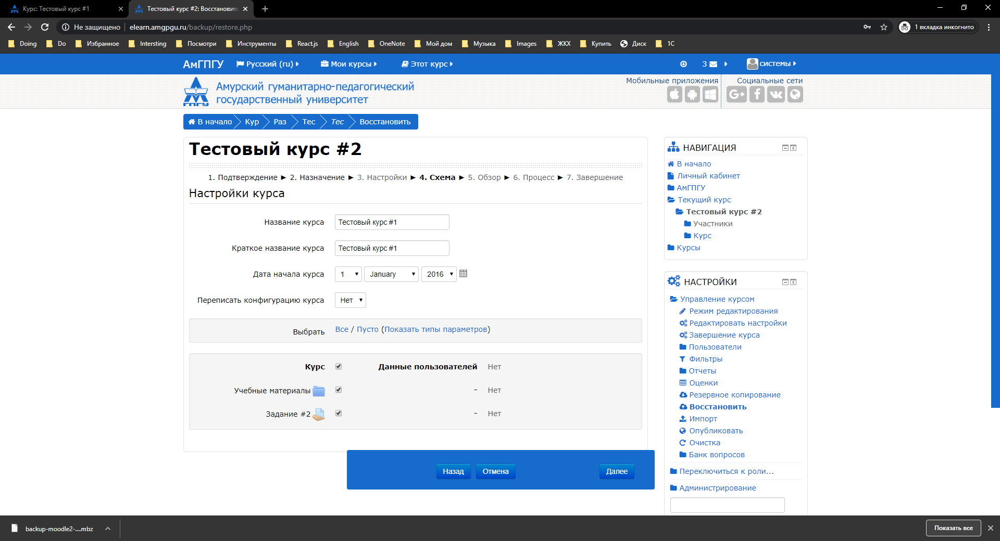 Курс: Тестовый курс #1
Тестовый курс #2: Восстановить
Не защищено
elearn.amgpgu.ru/backup/restore.php
1 вкладка инкогнито
Doing
Do
Избранное
Intersting
Посмотри
Инструменты
React.js
English
OneNote
Мой дом
Музыка
Images
ЖКХ
Купить
Диск
1С
АмГПГУ
Русский (ru)
Мои курсы
Этот курс
3
системы
Амурский гуманитарно-педагогический
государственный университет
Мобильные приложения
Социальные сети
В начало
Кур
Раз
Тес
Тес
Восстановить
Тестовый курс #2
1. Подтверждение ► 2. Назначение ► 3. Настройки ► 4. Схема ► 5. Обзор ► 6. Процесс ► 7. Завершение
Настройки курса
Название курса
Тестовый курс #1
Краткое название курса
Тестовый курс #1
Дата начала курса
1
January
2016
Переписать конфигурацию курса
Нет
Выбрать
Все / Пусто (Показать типы параметров)
Курс
Данные пользователей
Нет
Учебные материалы
-
Нет
Задание #2
-
Нет
Назад
Отмена
Далее
НАВИГАЦИЯ
В начало
Личный кабинет
АмГПГУ
Текущий курс
Тестовый курс #2
Участники
Курс
Курсы
НАСТРОЙКИ
Управление курсом
Режим редактирования
Редактировать настройки
Завершение курса
Пользователи
Фильтры
Отчеты
Оценки
Резервное копирование
Восстановить
Импорт
Опубликовать
Очистка
Банк вопросов
Переключиться к роли...
Администрирование
backup-moodle2-....mbz
Показать все